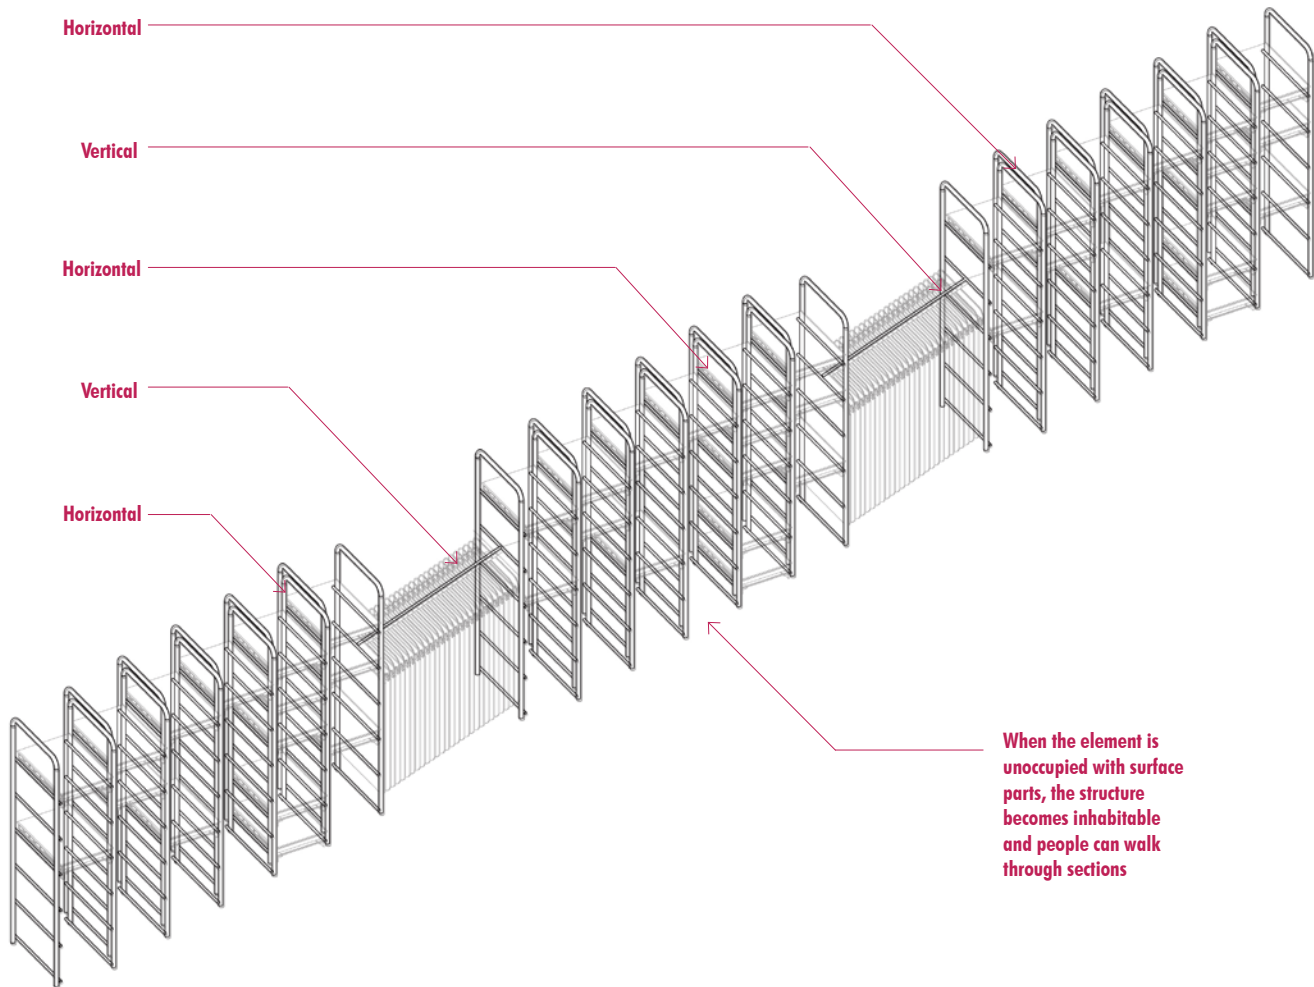 Horizontal
Vertical
Horizontal
Vertical
Horizontal
When the element is
unoccupied with surface
parts, the structure
becomes inhabitable
and people can walk
through sections